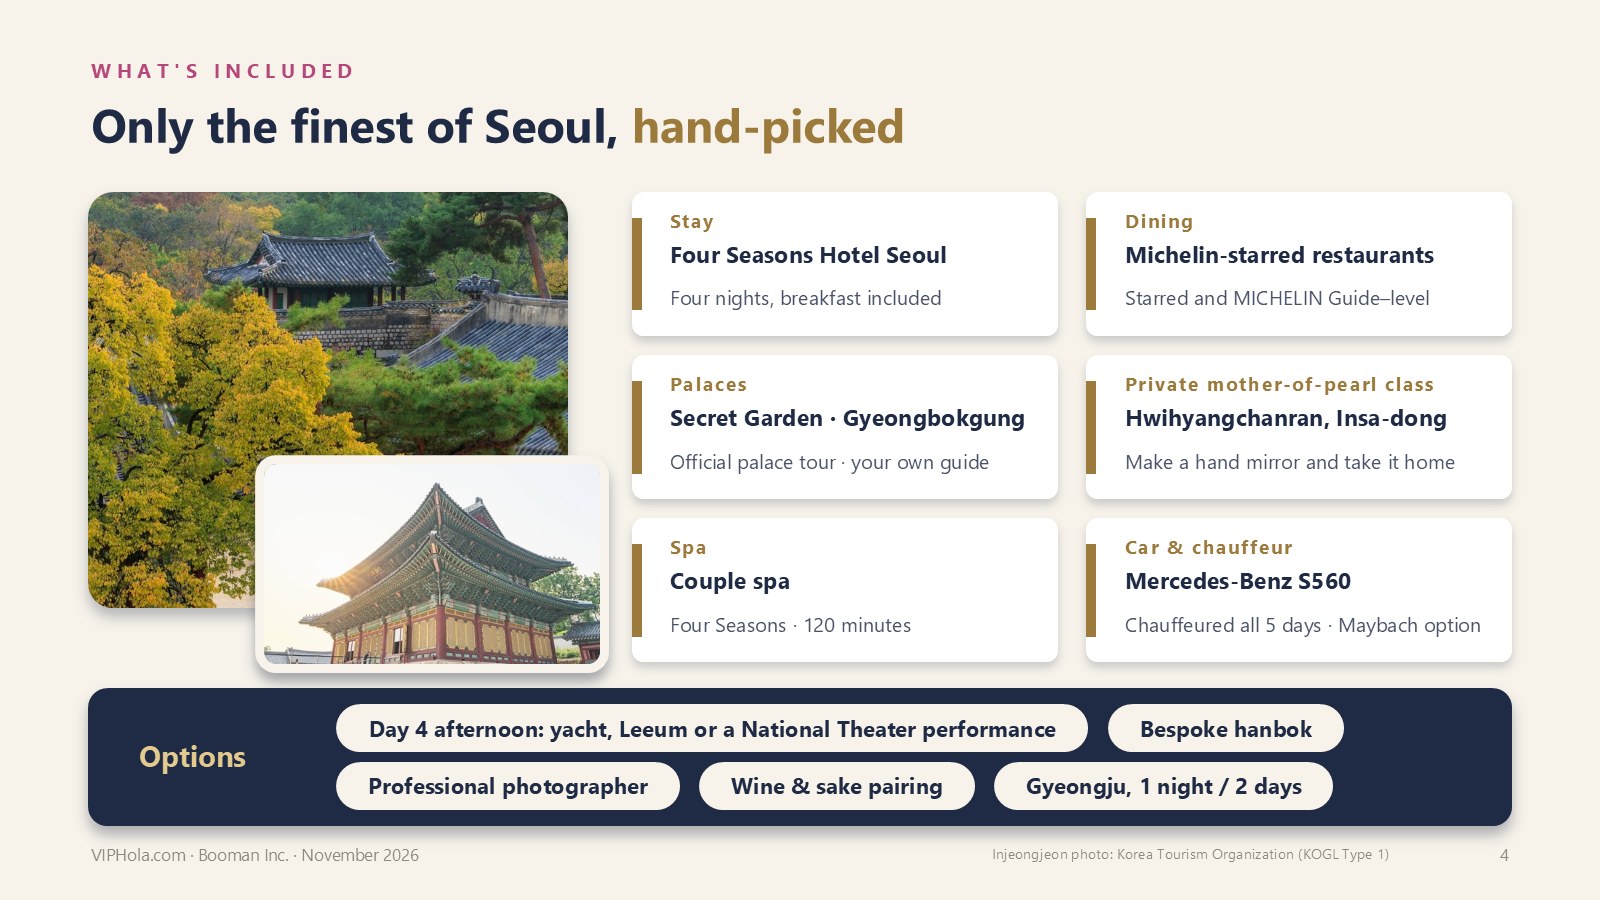 WHAT'S INCLUDED
Only the finest of Seoul, hand-picked
Stay
Four Seasons Hotel Seoul
Four nights, breakfast included
Dining
Michelin-starred restaurants
Starred and MICHELIN Guide–level
Palaces
Secret Garden · Gyeongbokgung
Official palace tour · your own guide
Private mother-of-pearl class
Hwihyangchanran, Insa-dong
Make a hand mirror and take it home
Spa
Couple spa
Four Seasons · 120 minutes
Car & chauffeur
Mercedes-Benz S560
Chauffeured all 5 days · Maybach option
Options
Day 4 afternoon: yacht, Leeum or a National Theater performance
Bespoke hanbok
Professional photographer
Wine & sake pairing
Gyeongju, 1 night / 2 days
VIPHola.com · Booman Inc. · November 2026
Injeongjeon photo: Korea Tourism Organization (KOGL Type 1)
4